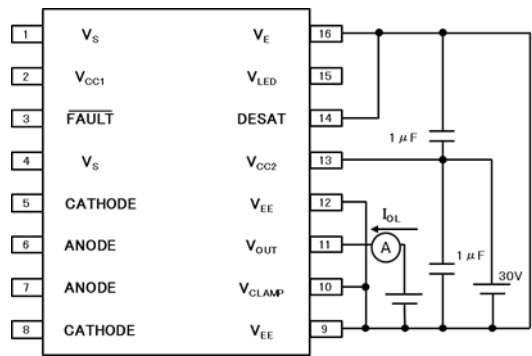 1 V_S V_E 16
2 V_CC1 V_LED 15
3 FAULT DESAT 14
4 V_S V_CC2 13
5 CATHODE V_EE 12
6 ANODE V_OUT 11
7 ANODE V_CLAMP 10
8 CATHODE V_EE 9
1 μF
I_OL
A
1 μF
30V